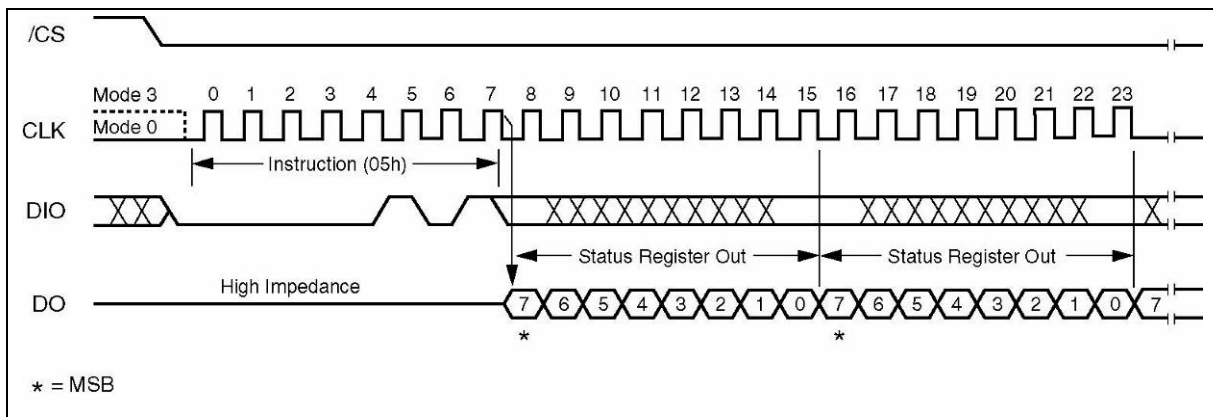 /CS
Mode 3
0 1 2 3 4 5 6 7 8 9 10 11 12 13 14 15 16 17 18 19 20 21 22 23
CLK
Mode 0
Instruction (05h)
DIO
Status Register Out
Status Register Out
High Impedance
DO
7 6 5 4 3 2 1 0 7 6 5 4 3 2 1 0 7
* *
* = MSB